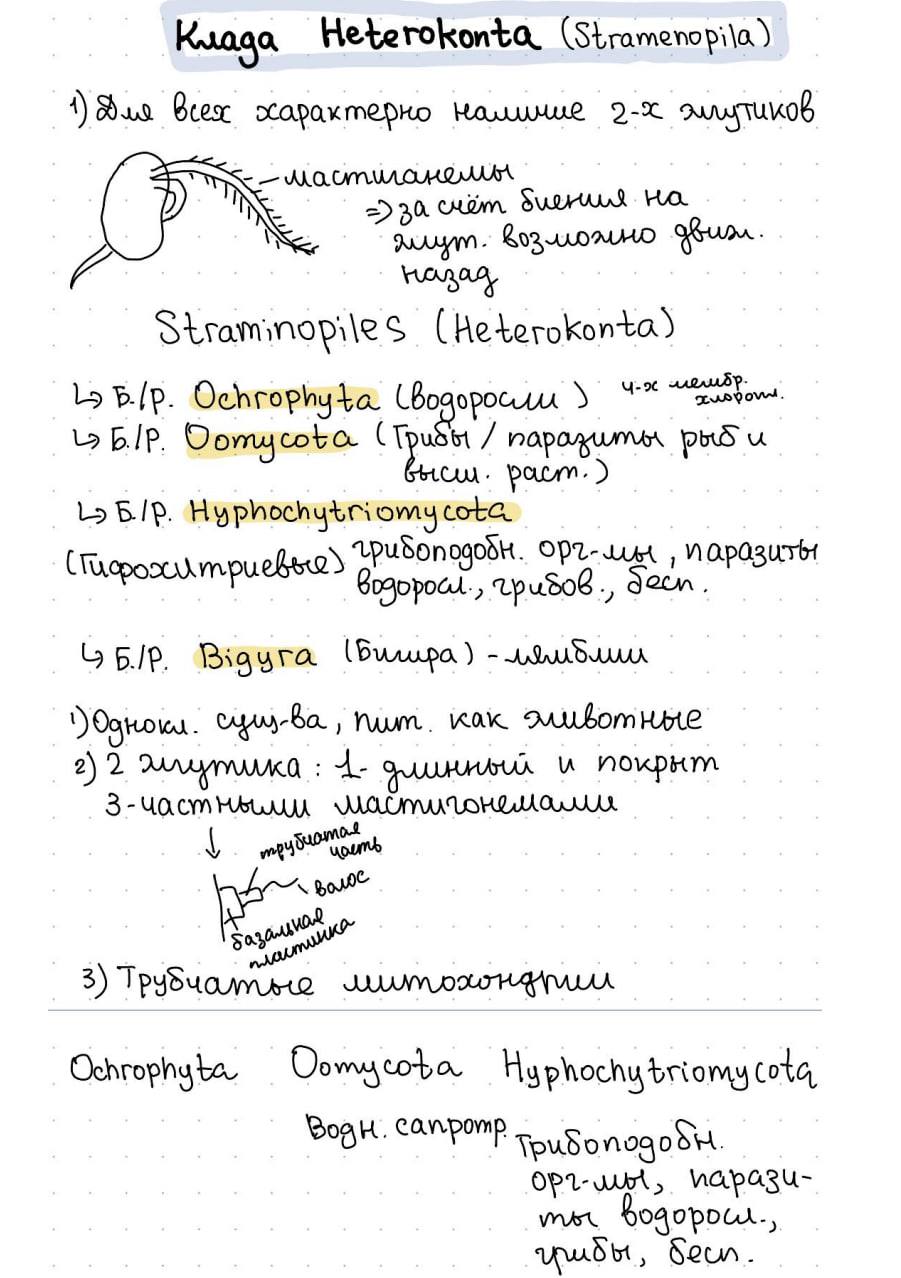 Клада Heterokonta (Stramenopila)
1) Для всех характерно наличие 2-х жгутиков
мастиганемы
=> за счёт биения на
жгут. возможно движ.
назад
Straminopiles (Heterokonta)
↳ Б./Р. Ochrophyta (водоросли) 4-х мембр.
хлороп.
↳ Б./Р. Oomycota (Грибы / паразиты рыб и
высш. раст.)
↳ Б./Р. Hyphochytriomycota
(Гифохитриевые) грибоподобн. орг-мы, паразиты
водоросл., грибов., бесп.
↳ Б./Р. Bigyra (Бигира) - лямблии
1) Однокл. сущ-ва, пит. как животные
2) 2 жгутика: 1- длинный и покрыт
3-частными мастигонемами
↓
трубчатая
часть
волос
базальная
пластинка
3) Трубчатые митохондрии
Ochrophyta Oomycota Hyphochytriomycota
Водн. сапротр. Грибоподобн.
орг-мы, парази-
ты водоросл.,
грибы, бесп.